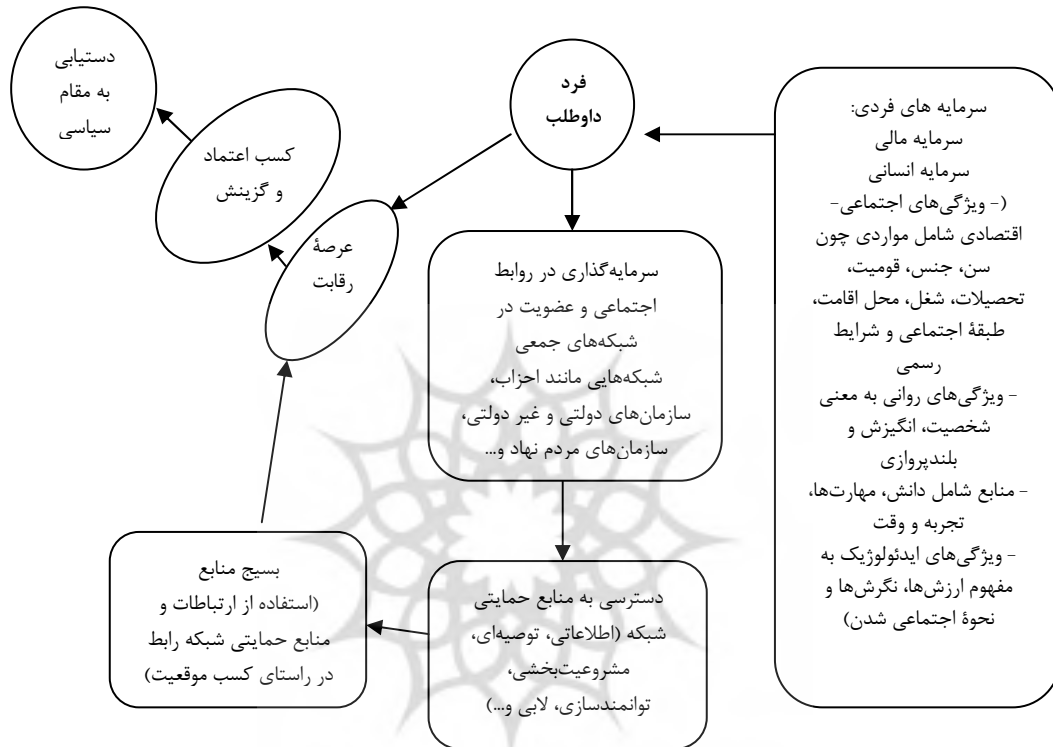 سرمایه های فردی:
سرمایه مالی
سرمایه انسانی
(- ویژگی‌های اجتماعی-
اقتصادی شامل مواردی چون
سن، جنس، قومیت،
تحصیلات، شغل، محل اقامت،
طبقۀ اجتماعی و شرایط
رسمی
- ویژگی‌های روانی به معنی
شخصیت، انگیزش و
بلندپروازی
- منابع شامل دانش، مهارت‌ها،
تجربه و وقت
- ویژگی‌های ایدئولوژیک به
مفهوم ارزش‌ها، نگرش‌ها و
نحوۀ اجتماعی شدن)
فرد
داوطلب
سرمایه‌گذاری در روابط
اجتماعی و عضویت در
شبکه‌های جمعی
شبکه‌هایی مانند احزاب،
سازمان‌های دولتی و غیر دولتی،
سازمان‌های مردم نهاد و...
دسترسی به منابع حمایتی
شبکه (اطلاعاتی، توصیه‌ای،
مشروعیت‌بخشی،
توانمندسازی، لابی و...)
بسیج منابع
(استفاده از ارتباطات و
منابع حمایتی شبکه رابط
در راستای کسب موقعیت)
عرصۀ
رقابت
کسب اعتماد
و گزینش
دستیابی
به مقام
سیاسی